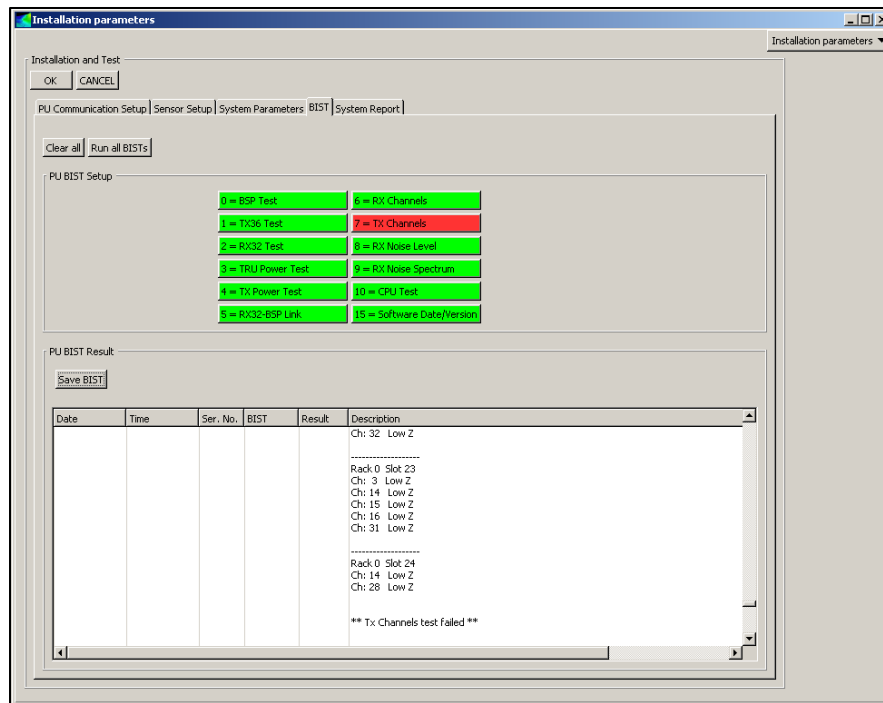 Installation parameters
Installation parameters
Installation and Test
OK CANCEL
PU Communication Setup Sensor Setup System Parameters BIST System Report
Clear all Run all BISTs
PU BIST Setup
0 = BSP Test 6 = RX Channels
1 = TX36 Test 7 = TX Channels
2 = RX32 Test 8 = RX Noise Level
3 = TRU Power Test 9 = RX Noise Spectrum
4 = TX Power Test 10 = CPU Test
5 = RX32-BSP Link 15 = Software Date/Version
PU BIST Result
Save BIST
Date Time Ser. No. BIST Result Description
Ch: 32 Low Z
-------------------
Rack 0 Slot 23
Ch: 3 Low Z
Ch: 14 Low Z
Ch: 15 Low Z
Ch: 16 Low Z
Ch: 31 Low Z
-------------------
Rack 0 Slot 24
Ch: 14 Low Z
Ch: 28 Low Z
** Tx Channels test failed **